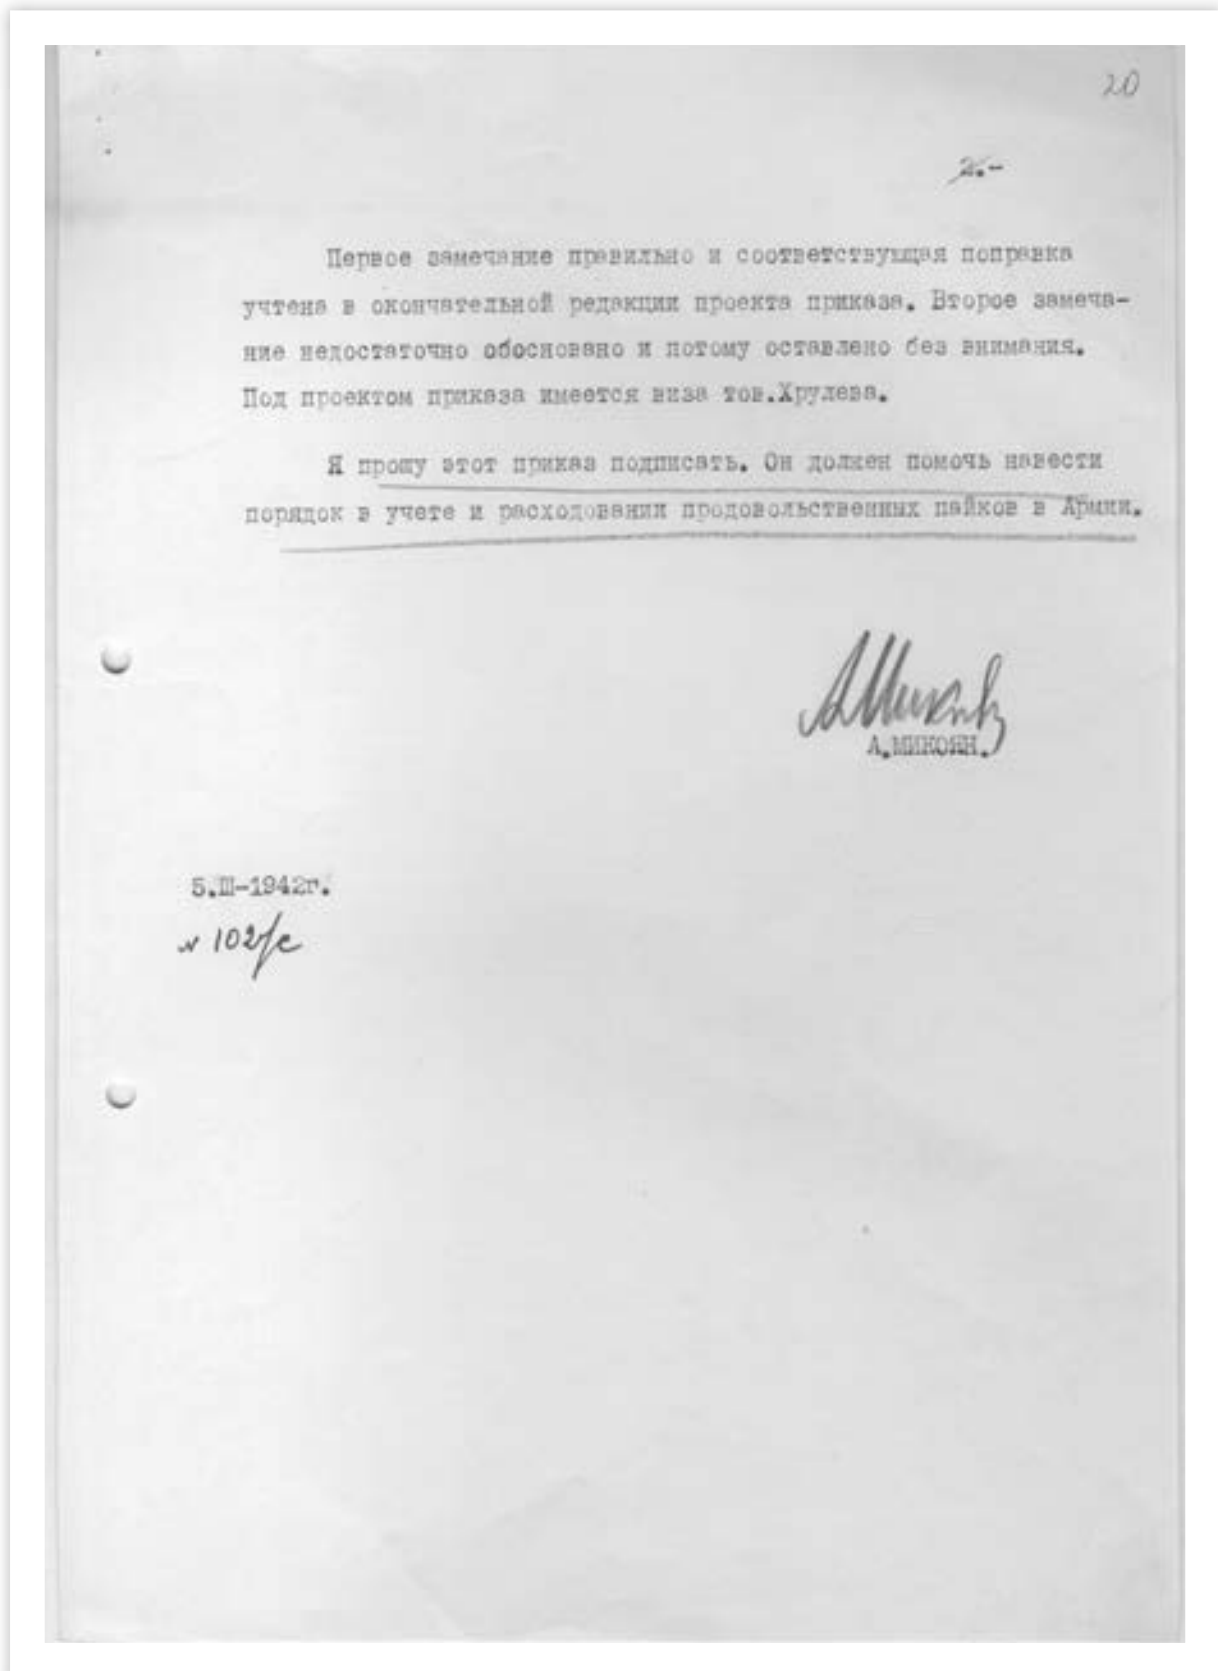 20
2.-
Первое замечание правильно и соответствующая поправка
учтена в окончательной редакции проекта приказа. Второе замеча-
ние недостаточно обосновано и потому оставлено без внимания.
Под проектом приказа имеется виза тов.Хрулева.
Я прошу этот приказ подписать. Он должен помочь навести
порядок в учете и расходовании продовольственных пайков в Армии.
АМикоян
А.МИКОЯН.
5.III-1942г.
№ 102/с